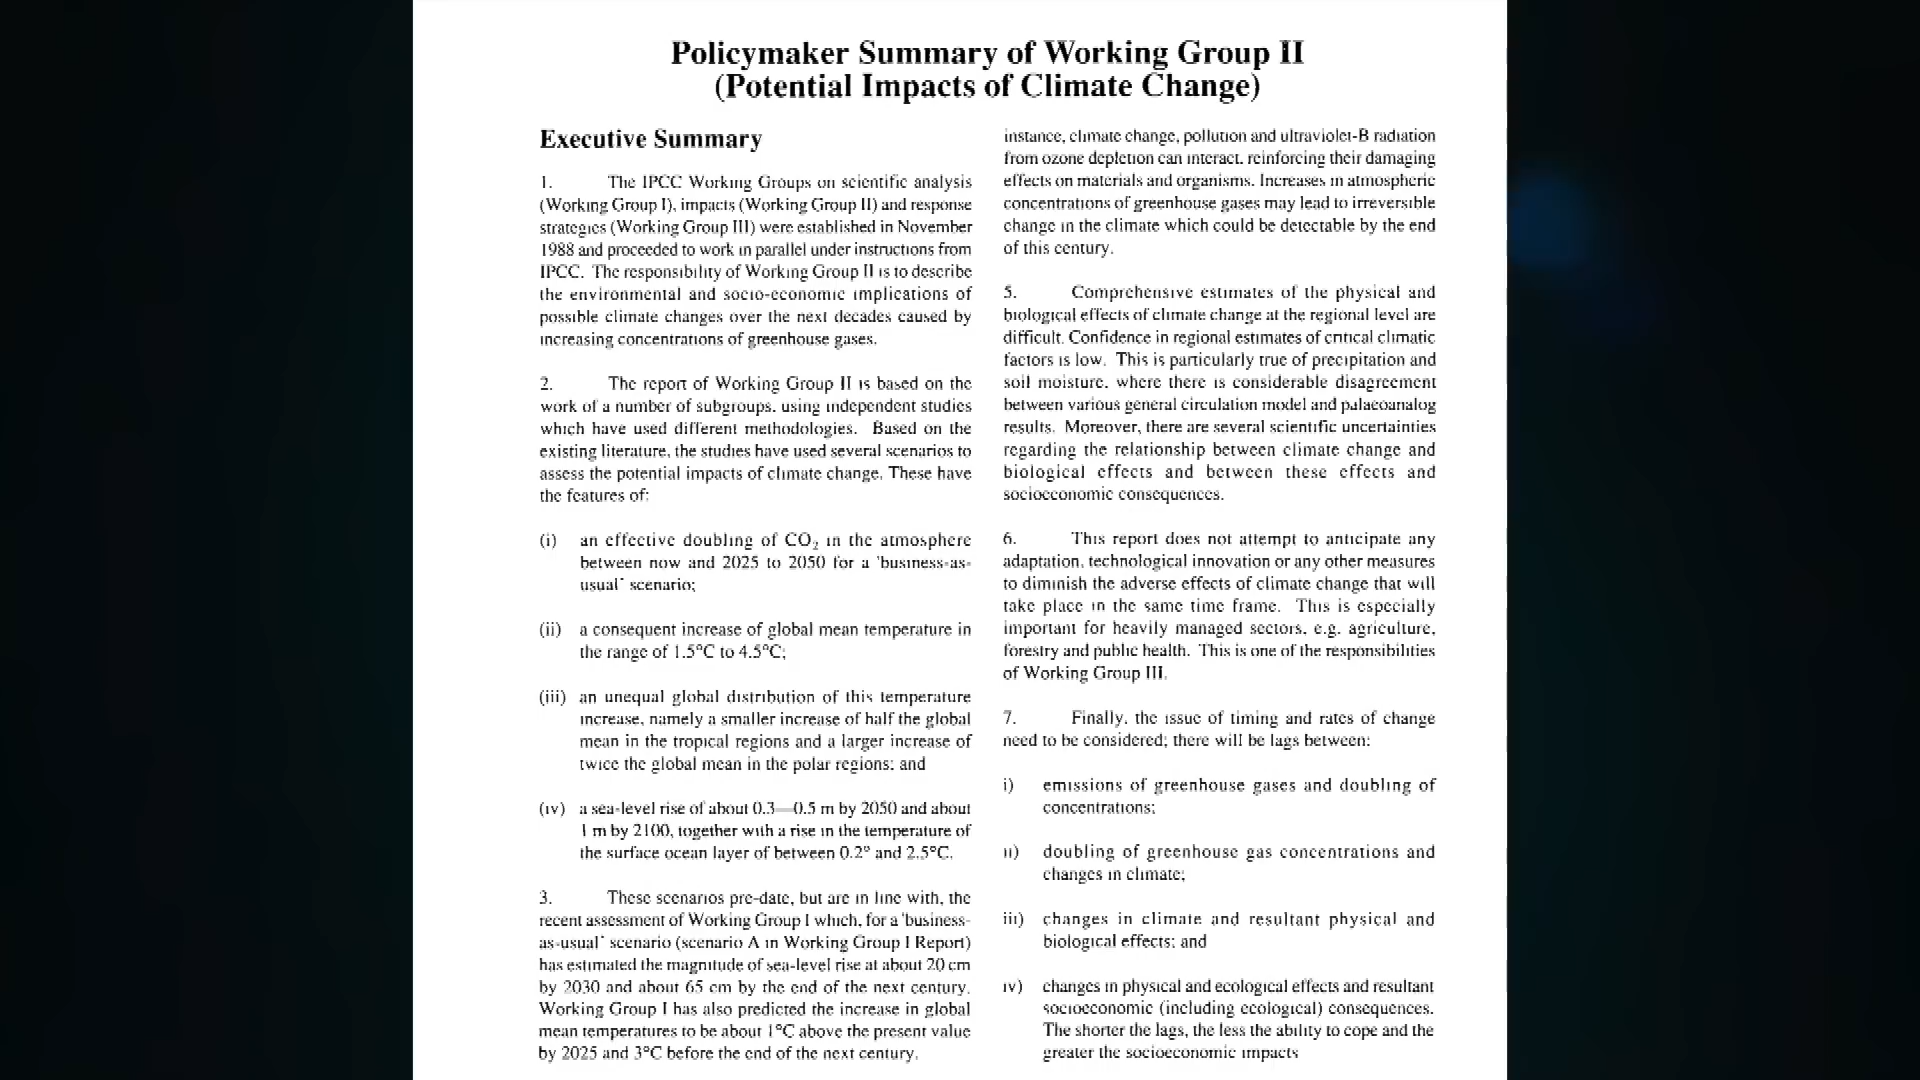 Policymaker Summary of Working Group II
(Potential Impacts of Climate Change)
Executive Summary
1. The IPCC Working Groups on scientific analysis
(Working Group I), impacts (Working Group II) and response
strategies (Working Group III) were established in November
1988 and proceeded to work in parallel under instructions from
IPCC. The responsibility of Working Group II is to describe
the environmental and socio-economic implications of
possible climate changes over the next decades caused by
increasing concentrations of greenhouse gases.
2. The report of Working Group II is based on the
work of a number of subgroups, using independent studies
which have used different methodologies. Based on the
existing literature, the studies have used several scenarios to
assess the potential impacts of climate change. These have
the features of:
(i) an effective doubling of CO₂ in the atmosphere
between now and 2025 to 2050 for a 'business-as-
usual' scenario;
(ii) a consequent increase of global mean temperature in
the range of 1.5°C to 4.5°C;
(iii) an unequal global distribution of this temperature
increase, namely a smaller increase of half the global
mean in the tropical regions and a larger increase of
twice the global mean in the polar regions; and
(iv) a sea-level rise of about 0.3—0.5 m by 2050 and about
1 m by 2100, together with a rise in the temperature of
the surface ocean layer of between 0.2° and 2.5°C.
3. These scenarios pre-date, but are in line with, the
recent assessment of Working Group I which, for a 'business-
as-usual' scenario (scenario A in Working Group I Report)
has estimated the magnitude of sea-level rise at about 20 cm
by 2030 and about 65 cm by the end of the next century.
Working Group I has also predicted the increase in global
mean temperatures to be about 1°C above the present value
by 2025 and 3°C before the end of the next century.
instance, climate change, pollution and ultraviolet-B radiation
from ozone depletion can interact, reinforcing their damaging
effects on materials and organisms. Increases in atmospheric
concentrations of greenhouse gases may lead to irreversible
change in the climate which could be detectable by the end
of this century.
5. Comprehensive estimates of the physical and
biological effects of climate change at the regional level are
difficult. Confidence in regional estimates of critical climatic
factors is low. This is particularly true of precipitation and
soil moisture, where there is considerable disagreement
between various general circulation model and palaeoanalog
results. Moreover, there are several scientific uncertainties
regarding the relationship between climate change and
biological effects and between these effects and
socioeconomic consequences.
6. This report does not attempt to anticipate any
adaptation, technological innovation or any other measures
to diminish the adverse effects of climate change that will
take place in the same time frame. This is especially
important for heavily managed sectors, e.g. agriculture,
forestry and public health. This is one of the responsibilities
of Working Group III.
7. Finally, the issue of timing and rates of change
need to be considered; there will be lags between:
i) emissions of greenhouse gases and doubling of
concentrations;
ii) doubling of greenhouse gas concentrations and
changes in climate;
iii) changes in climate and resultant physical and
biological effects; and
iv) changes in physical and ecological effects and resultant
socioeconomic (including ecological) consequences.
The shorter the lags, the less the ability to cope and the
greater the socioeconomic impacts